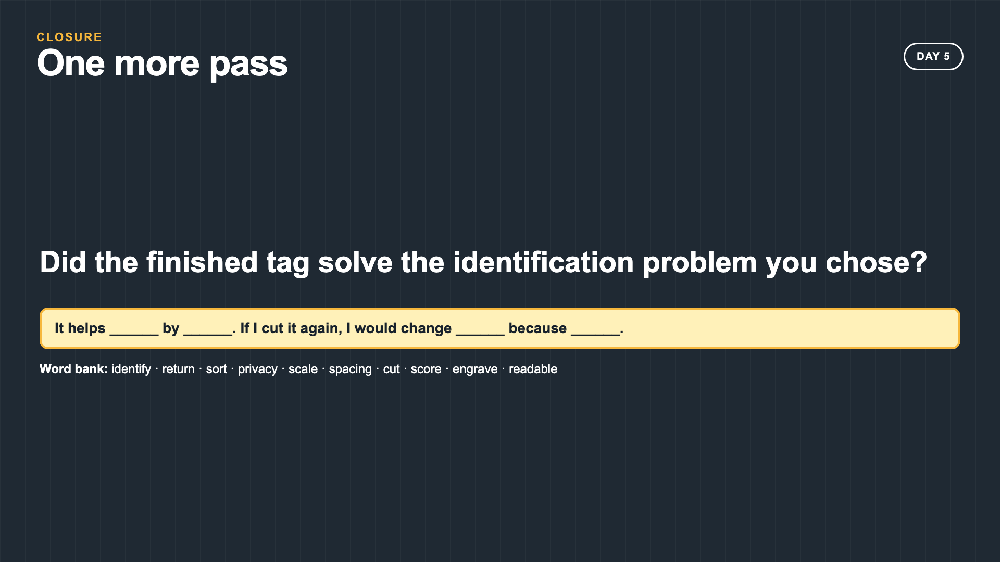 CLOSURE
One more pass
DAY 5
Did the finished tag solve the identification problem you chose?
It helps ______ by ______. If I cut it again, I would change ______ because ______.
Word bank: identify · return · sort · privacy · scale · spacing · cut · score · engrave · readable